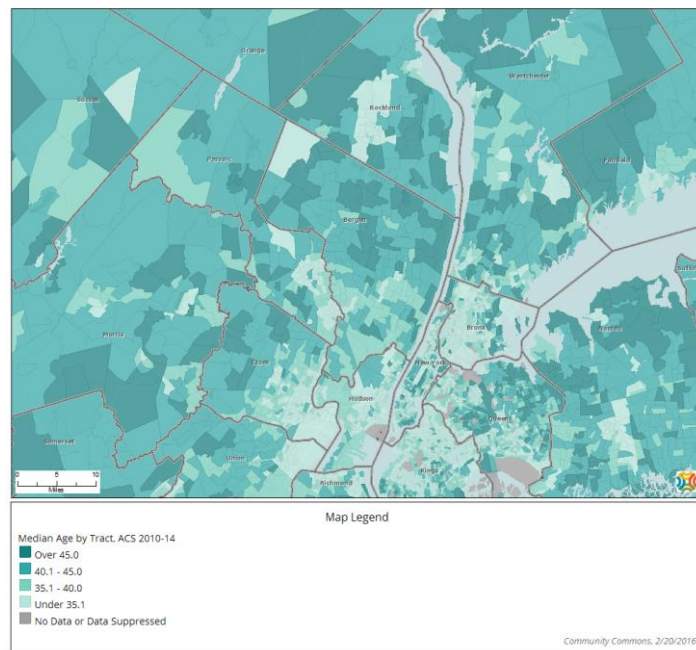 Orange
Westchester
Sussex
Rockland
Passaic
Fairfield
Bergen
Nassau
Bronx
Morris
Essex
New York
Hudson
Queens
Somerset
Union
Kings
Richmond
0 5 10
Miles
Map Legend
Median Age by Tract, ACS 2010-14
Over 45.0
40.1 - 45.0
35.1 - 40.0
Under 35.1
No Data or Data Suppressed
Community Commons, 2/20/2016